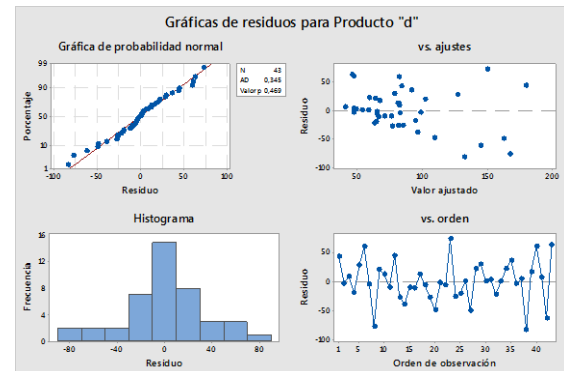 Gráficas de residuos para Producto "d"
Gráfica de probabilidad normal
vs. ajustes
99
90
50
10
1
Porcentaje
-100
-50
0
50
100
Residuo
N 43
AD 0,345
Valor p 0,469
50
0
-50
-100
Residuo
50
100
150
200
Valor ajustado
Histograma
vs. orden
16
12
8
4
0
Frecuencia
-80
-40
0
40
80
Residuo
50
0
-50
-100
Residuo
1
5
10
15
20
25
30
35
40
Orden de observación